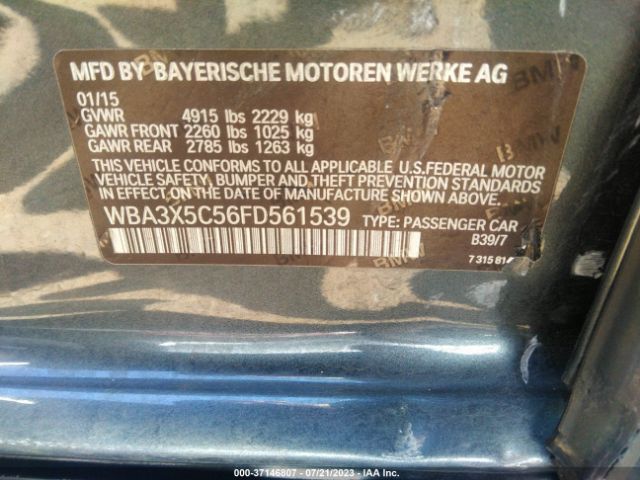 MFD BY BAYERISCHE MOTOREN WERKE AG
01/15
GVWR 4915 lbs 2229 kg
GAWR FRONT 2260 lbs 1025 kg
GAWR REAR 2785 lbs 1263 kg
THIS VEHICLE CONFORMS TO ALL APPLICABLE U.S.FEDERAL MOTOR
VEHICLE SAFETY, BUMPER AND THEFT PREVENTION
STANDARDS IN EFFECT ON THE DATE OF MANUFACTURE SHOWN ABOVE.
WBA3X5C56FD561539 TYPE: PASSENGER CAR
B39/7
7 315 814
000-37146807 - 07/21/2023 - IAA Inc.